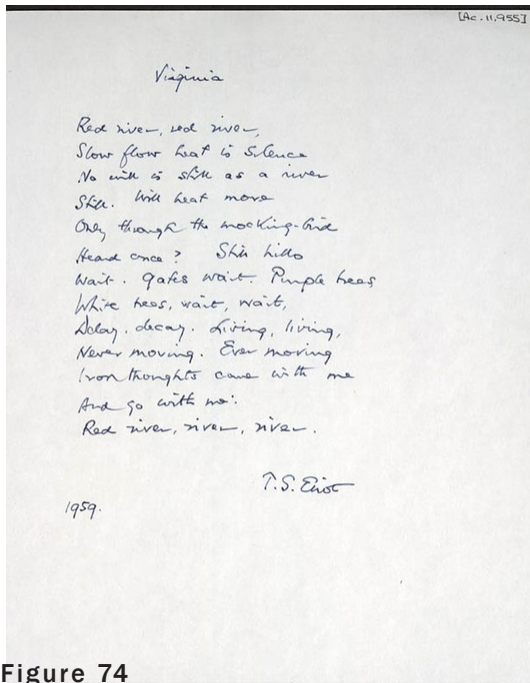 [Ac.11,955]
Virginia
Red river, red river,
Slow flow heat is silence
No will is still as a river
Still. Will heat move
Only through the mocking-bird
Heard once? Still hills
Wait. Gates wait. Purple trees
White trees, wait, wait,
Delay, decay. Living, living,
Never moving. Ever moving
Iron thoughts came with me
And go with me:
Red river, river, river.
T.S. Eliot
1959.
Figure 74